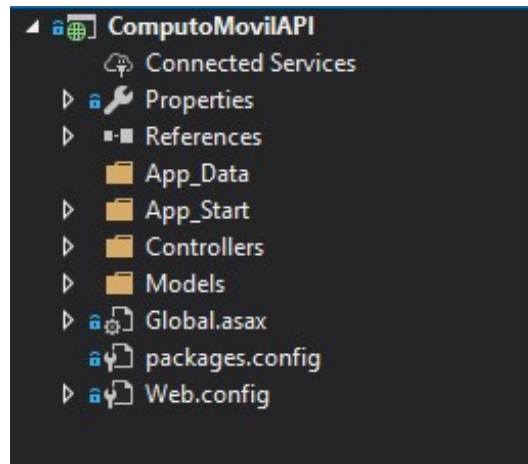 ComputoMovilAPI
Connected Services
Properties
References
App_Data
App_Start
Controllers
Models
Global.asax
packages.config
Web.config